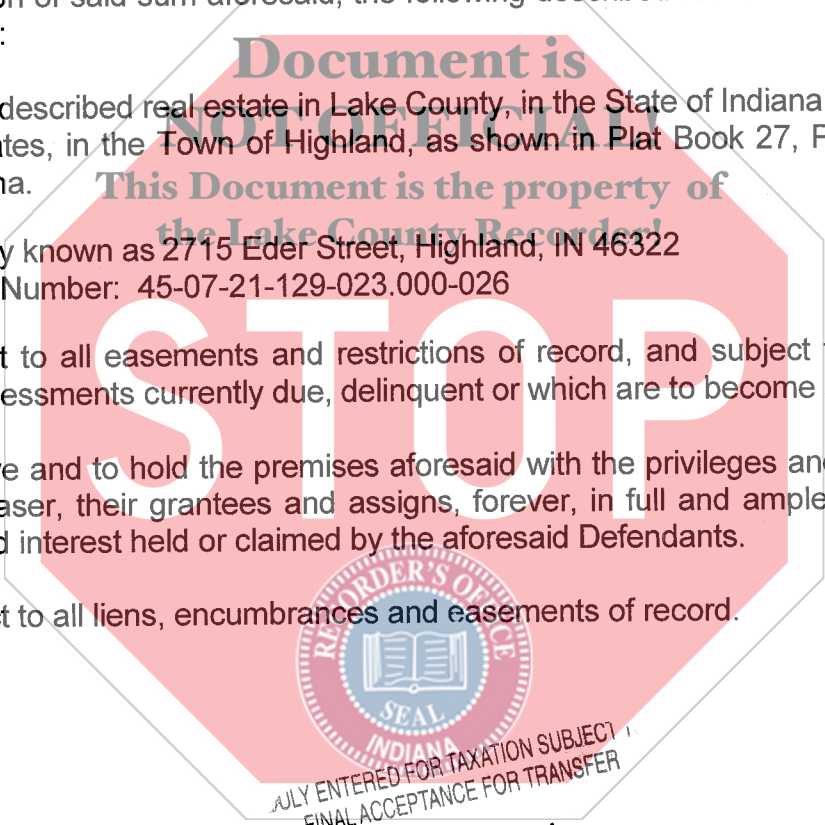 on of said sum aforesaid, the following described
:
Document is
described real estate in Lake County, in the State of Indiana
NOT OFFICIAL!
ates, in the Town of Highland, as shown in Plat Book 27, P
na.
This Document is the property of
the Lake County Recorder!
y known as 2715 Eder Street, Highland, IN 46322
Number: 45-07-21-129-023.000-026
STOP
t to all easements and restrictions of record, and subject
essments currently due, delinquent or which are to become
ve and to hold the premises aforesaid with the privileges an
aser, their grantees and assigns, forever, in full and ample
d interest held or claimed by the aforesaid Defendants.
RECORDER'S OFFICE
t to all liens, encumbrances and easements of record.
SEAL
INDIANA
ULY ENTERED FOR TAXATION SUBJECT
FINAL ACCEPTANCE FOR TRANSFER